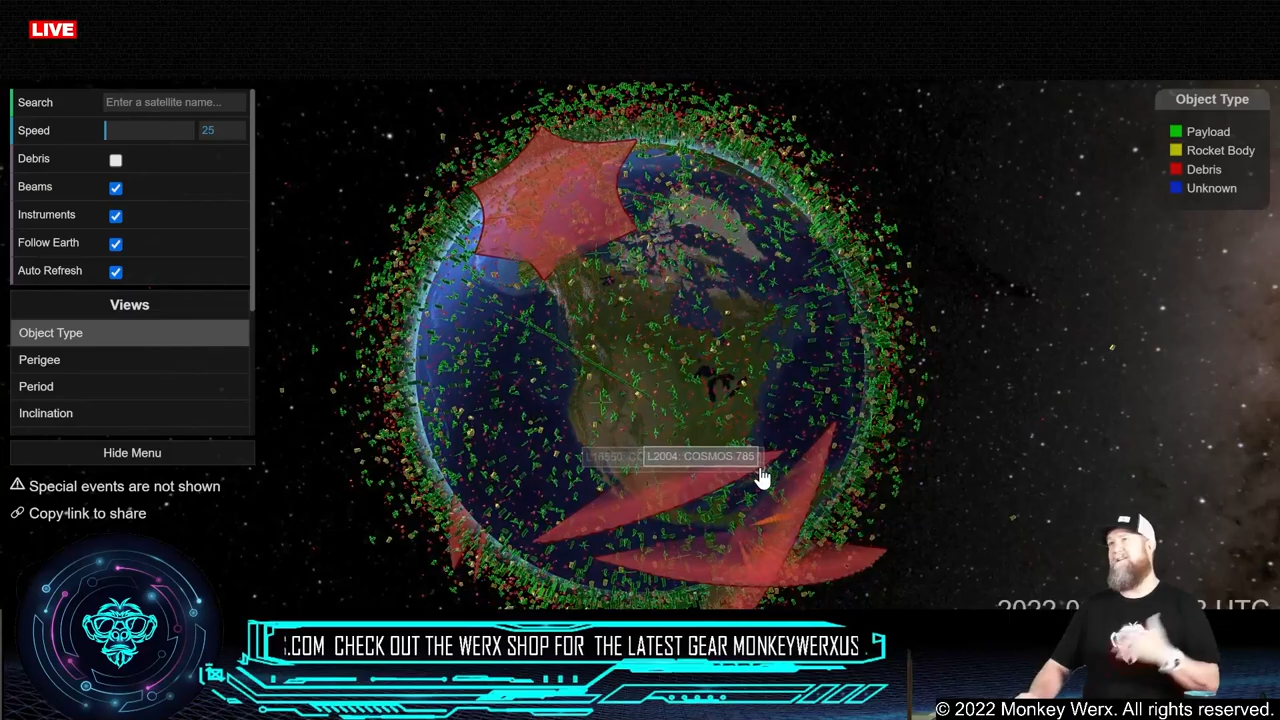 LIVE
Search Enter a satellite name...
Speed 25
Debris
Beams
Instruments
Follow Earth
Auto Refresh
Views
Object Type
Perigee
Period
Inclination
Hide Menu
Special events are not shown
Copy link to share
Object Type
Payload
Rocket Body
Debris
Unknown
L2004: COSMOS 785
UTC
.COM CHECK OUT THE WERX SHOP FOR THE LATEST GEAR MONKEYWERXUS
© 2022 Monkey Werx. All rights reserved.